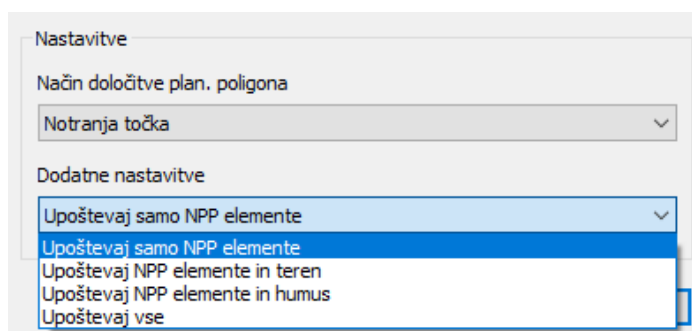 Nastavitve
Način določitve plan. poligona
Notranja točka
Dodatne nastavitve
Upoštevaj samo NPP elemente
Upoštevaj samo NPP elemente
Upoštevaj NPP elemente in teren
Upoštevaj NPP elemente in humus
Upoštevaj vse